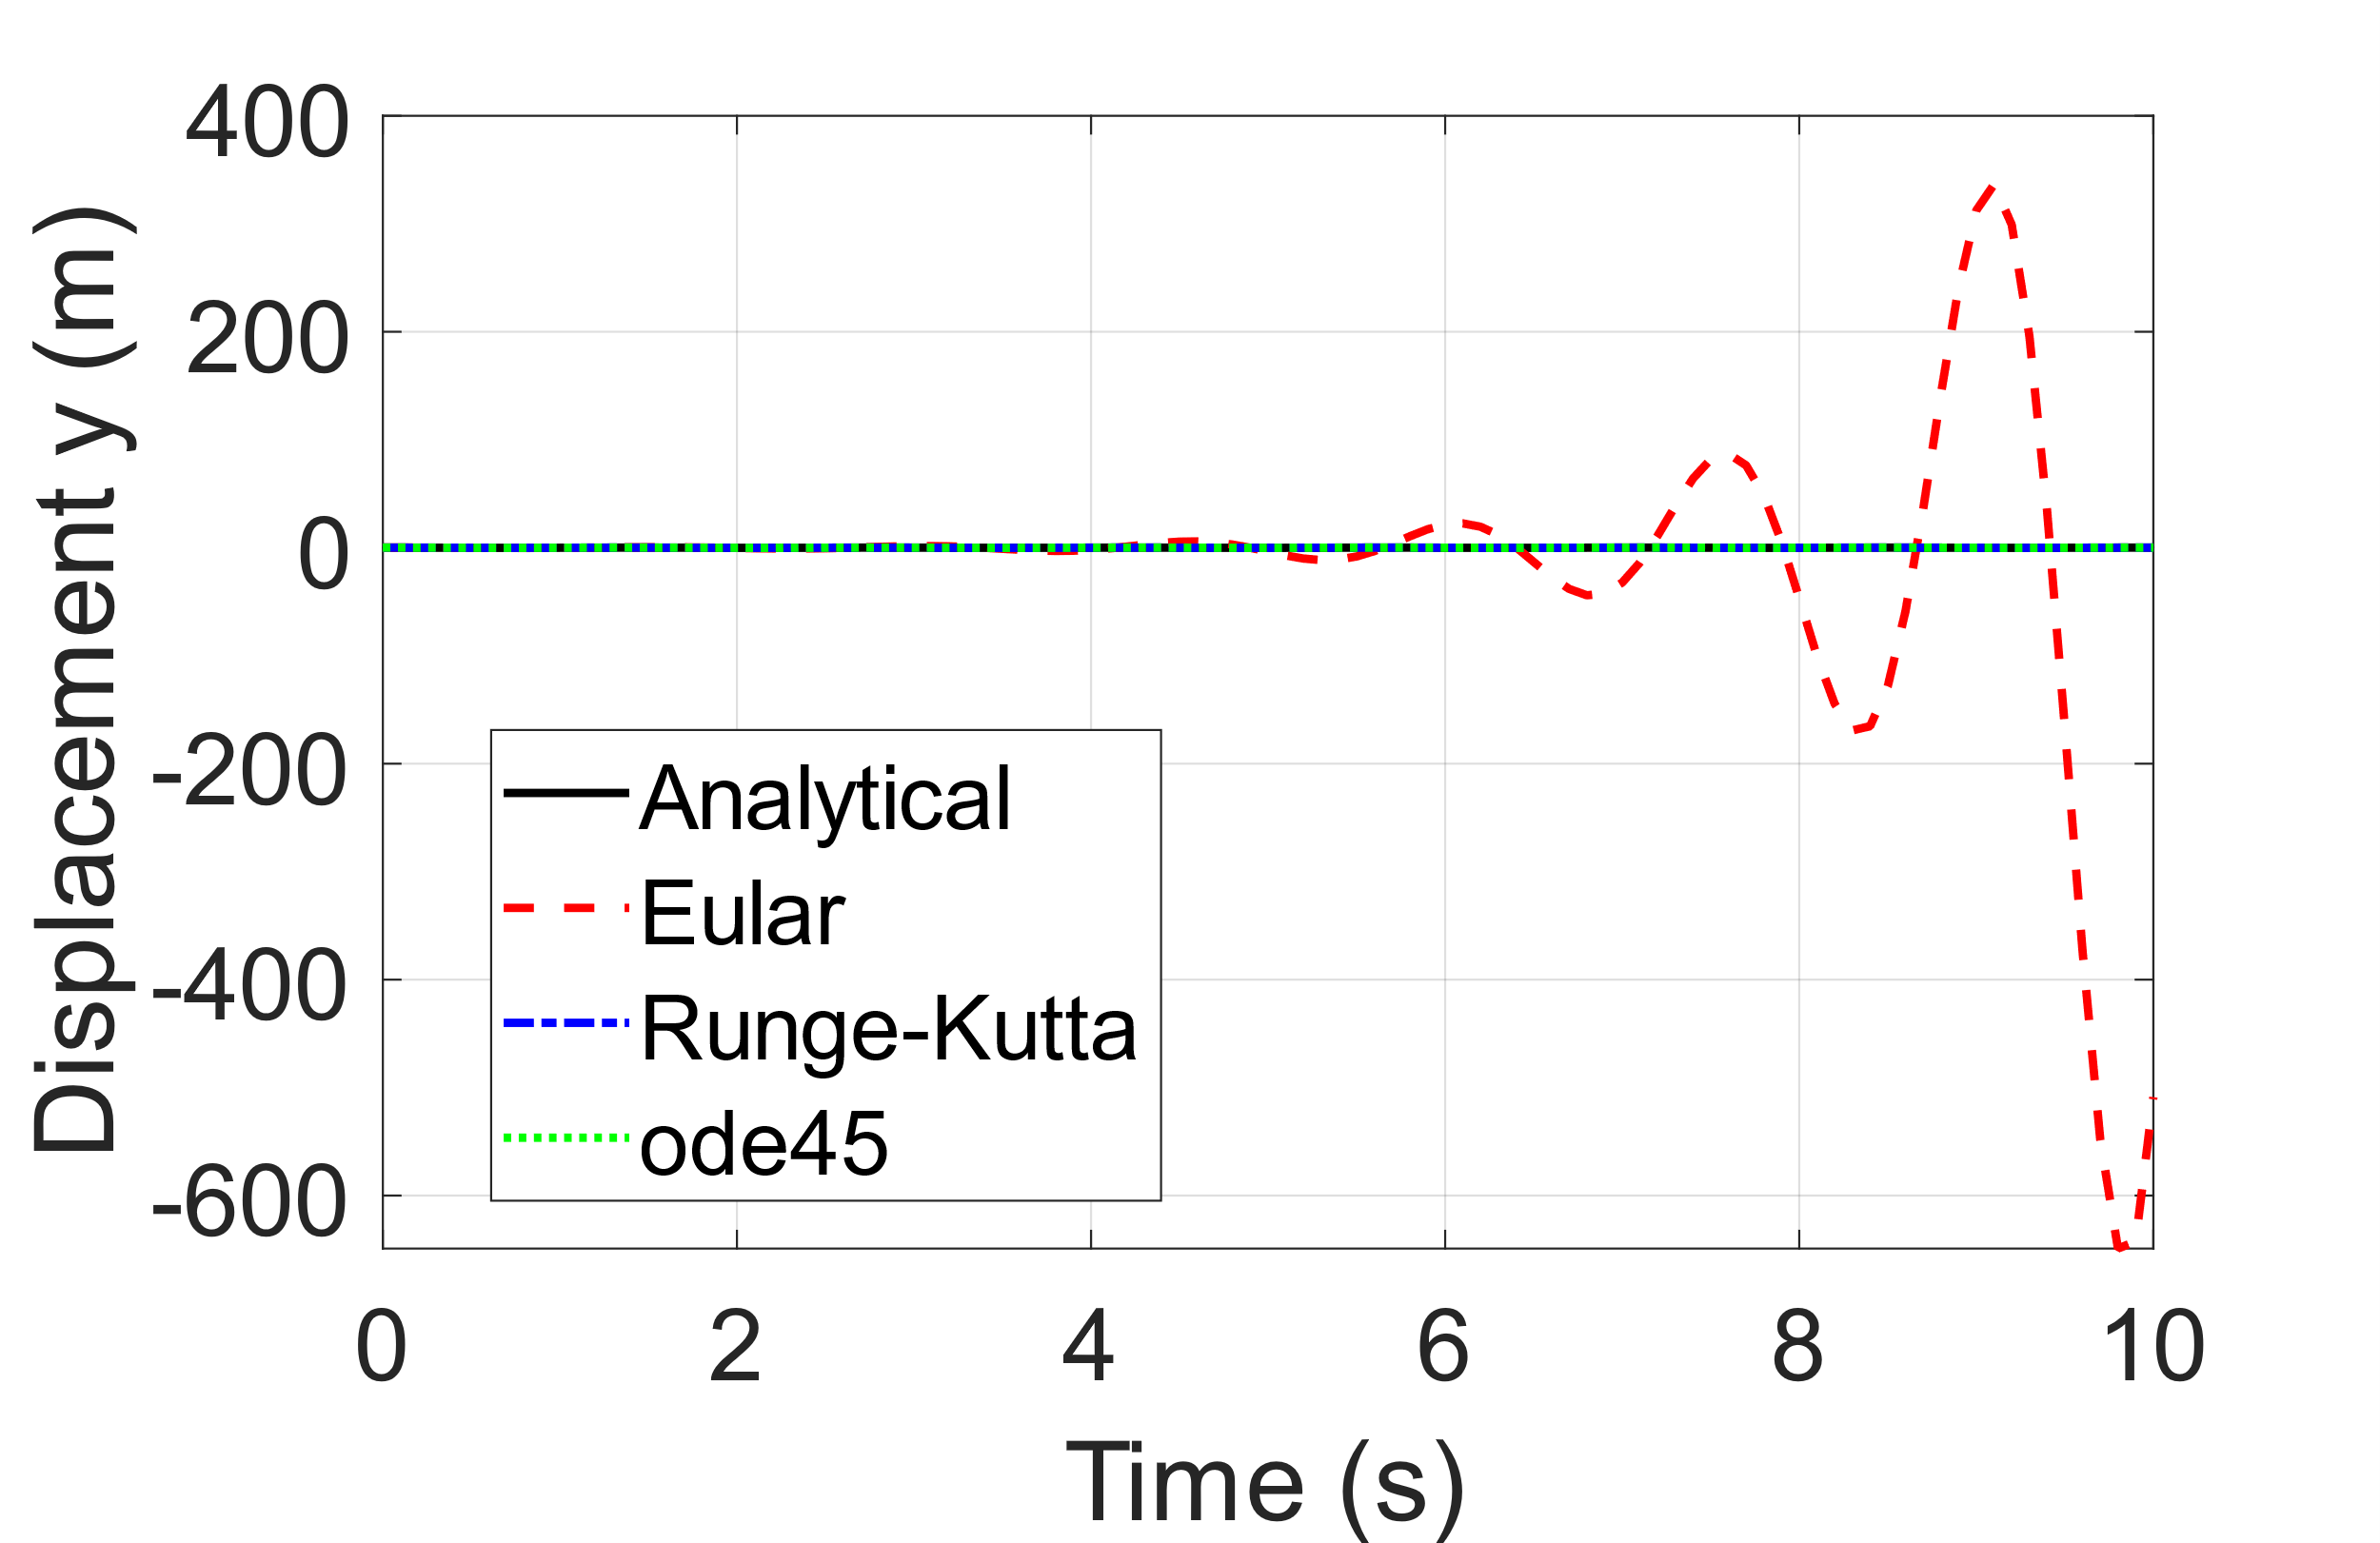 400
200
0
-200
-400
-600
Displacement y (m)
Analytical
Eular
Runge-Kutta
ode45
0 2 4 6 8 10
Time (s)